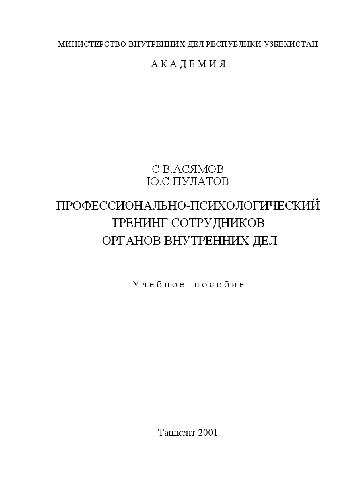 МИНИСТЕРСТВО ВНУТРЕННИХ ДЕЛ РЕСПУБЛИКИ УЗБЕКИСТАН
АКАДЕМИЯ
С.В.АСЯМОВ
Ю.С.ПУЛАТОВ
ПРОФЕССИОНАЛЬНО-ПСИХОЛОГИЧЕСКИЙ
ТРЕНИНГ СОТРУДНИКОВ
ОРГАНОВ ВНУТРЕННИХ ДЕЛ
Учебное пособие
Ташкент 2001